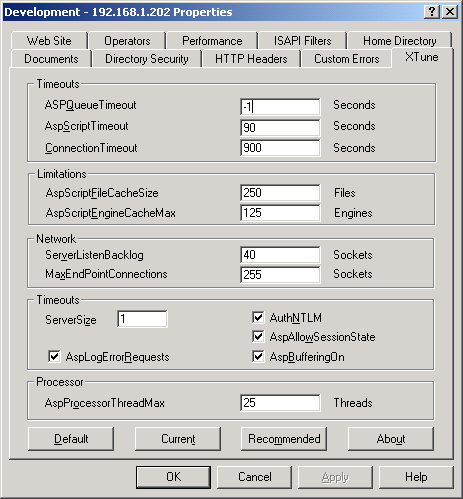 Development - 192.168.1.202 Properties
Web Site Operators Performance ISAPI Filters Home Directory
Documents Directory Security HTTP Headers Custom Errors XTune
Timeouts
ASPQueueTimeout -1 Seconds
AspScriptTimeout 90 Seconds
ConnectionTimeout 900 Seconds
Limitations
AspScriptFileCacheSize 250 Files
AspScriptEngineCacheMax 125 Engines
Network
ServerListenBacklog 40 Sockets
MaxEndPointConnections 255 Sockets
Timeouts
ServerSize 1 AuthNTLM
AspAllowSessionState
AspLogErrorRequests AspBufferingOn
Processor
AspProcessorThreadMax 25 Threads
Default Current Recommended About
OK Cancel Apply Help